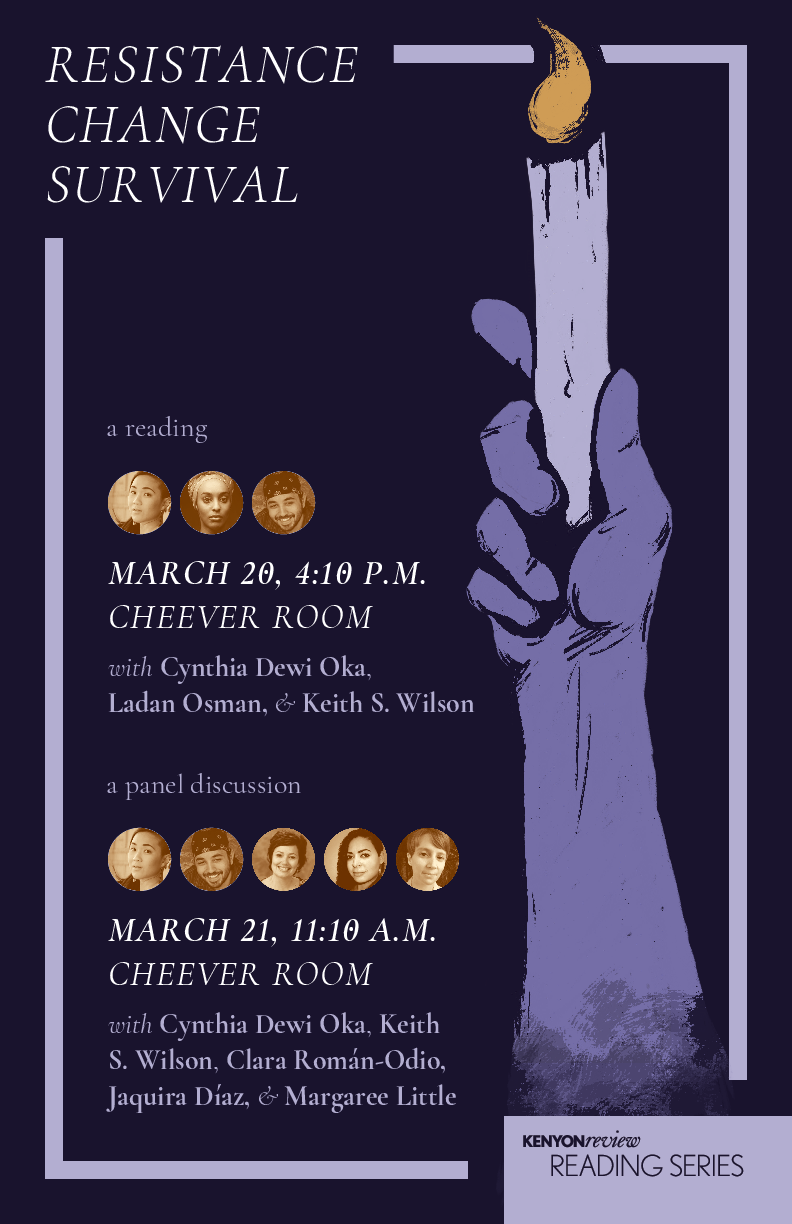 RESISTANCE
CHANGE
SURVIVAL
a reading
MARCH 20, 4:10 P.M.
CHEEVER ROOM
with Cynthia Dewi Oka,
Ladan Osman, & Keith S. Wilson
a panel discussion
MARCH 21, 11:10 A.M.
CHEEVER ROOM
with Cynthia Dewi Oka, Keith
S. Wilson, Clara Román-Odio,
Jaquira Díaz, & Margaree Little
KENYONreview
READING SERIES